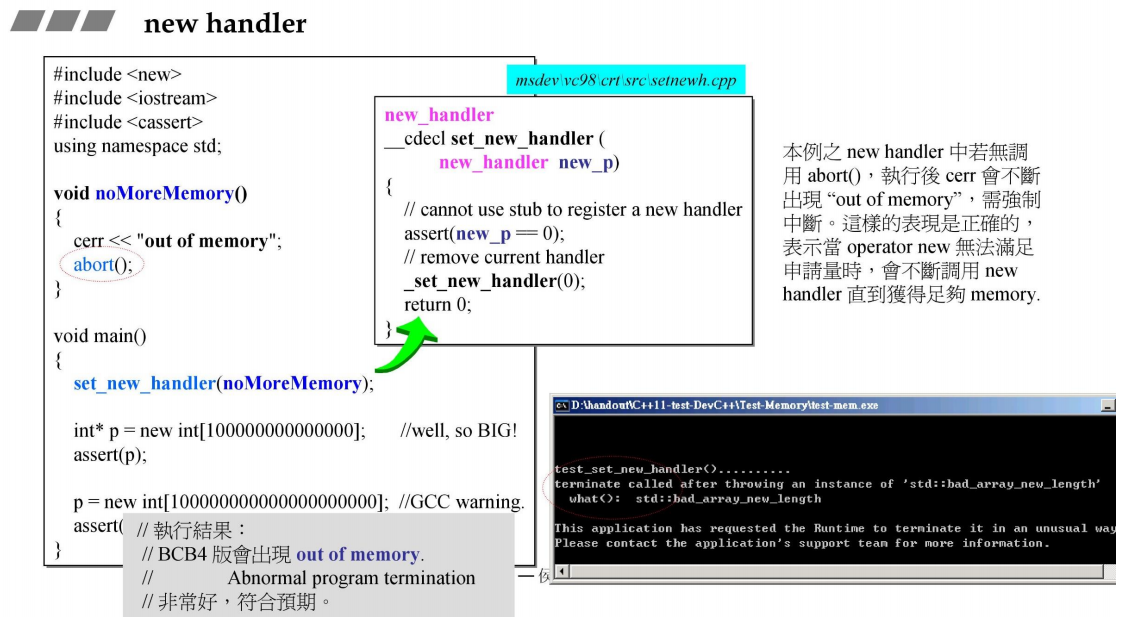 new handler
#include <new>
#include <iostream>
#include <cassert>
using namespace std;
void noMoreMemory()
{
cerr << "out of memory";
abort();
}
void main()
{
set_new_handler(noMoreMemory);
int* p = new int[100000000000000]; //well, so BIG!
assert(p);
p = new int[100000000000000000000]; //GCC warning.
assert(
}
// 執行結果：
// BCB4 版會出現 out of memory.
// Abnormal program termination
// 非常好，符合預期。
msdev\vc98\crt\src\setnewh.cpp
new_handler
__cdecl set_new_handler (
new_handler new_p)
{
// cannot use stub to register a new handler
assert(new_p == 0);
// remove current handler
_set_new_handler(0);
return 0;
}
本例之 new handler 中若無調
用 abort()，執行後 cerr 會不斷
出現 “out of memory”，需強制
中斷。這樣的表現是正確的，
表示當 operator new 無法滿足
申請量時，會不斷調用 new
handler 直到獲得足夠 memory.
D:\handout\C++11-test-DevC++\Test-Memory\test-mem.exe
test_set_new_handler()..........
terminate called after throwing an instance of 'std::bad_array_new_length'
what(): std::bad_array_new_length
This application has requested the Runtime to terminate it in an unusual way
Please contact the application's support team for more information.